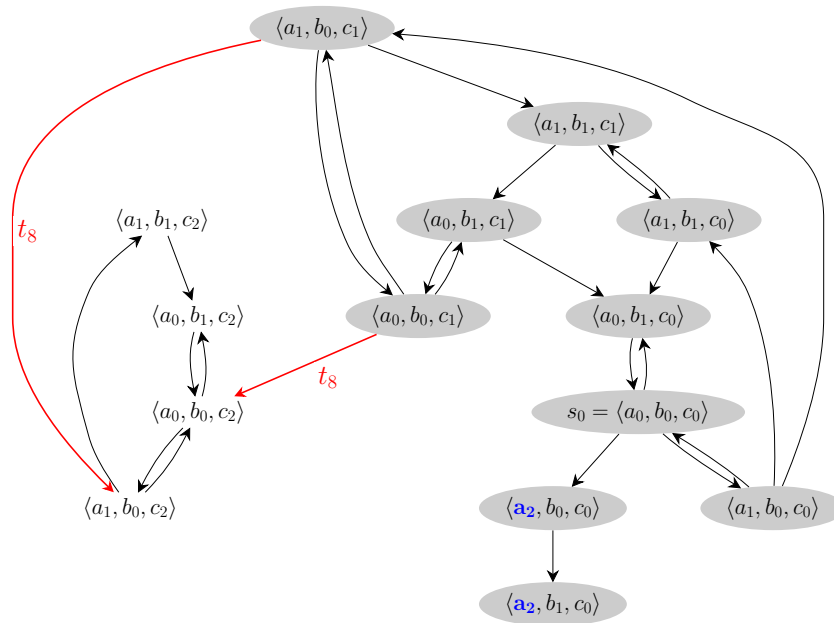 ⟨a₁, b₀, c₁⟩
⟨a₁, b₁, c₁⟩
⟨a₁, b₁, c₂⟩
⟨a₀, b₁, c₁⟩
⟨a₁, b₁, c₀⟩
t₈
⟨a₀, b₁, c₂⟩
⟨a₀, b₀, c₁⟩
⟨a₀, b₁, c₀⟩
t₈
⟨a₀, b₀, c₂⟩
s₀ = ⟨a₀, b₀, c₀⟩
⟨a₁, b₀, c₂⟩
⟨a₂, b₀, c₀⟩
⟨a₁, b₀, c₀⟩
⟨a₂, b₁, c₀⟩